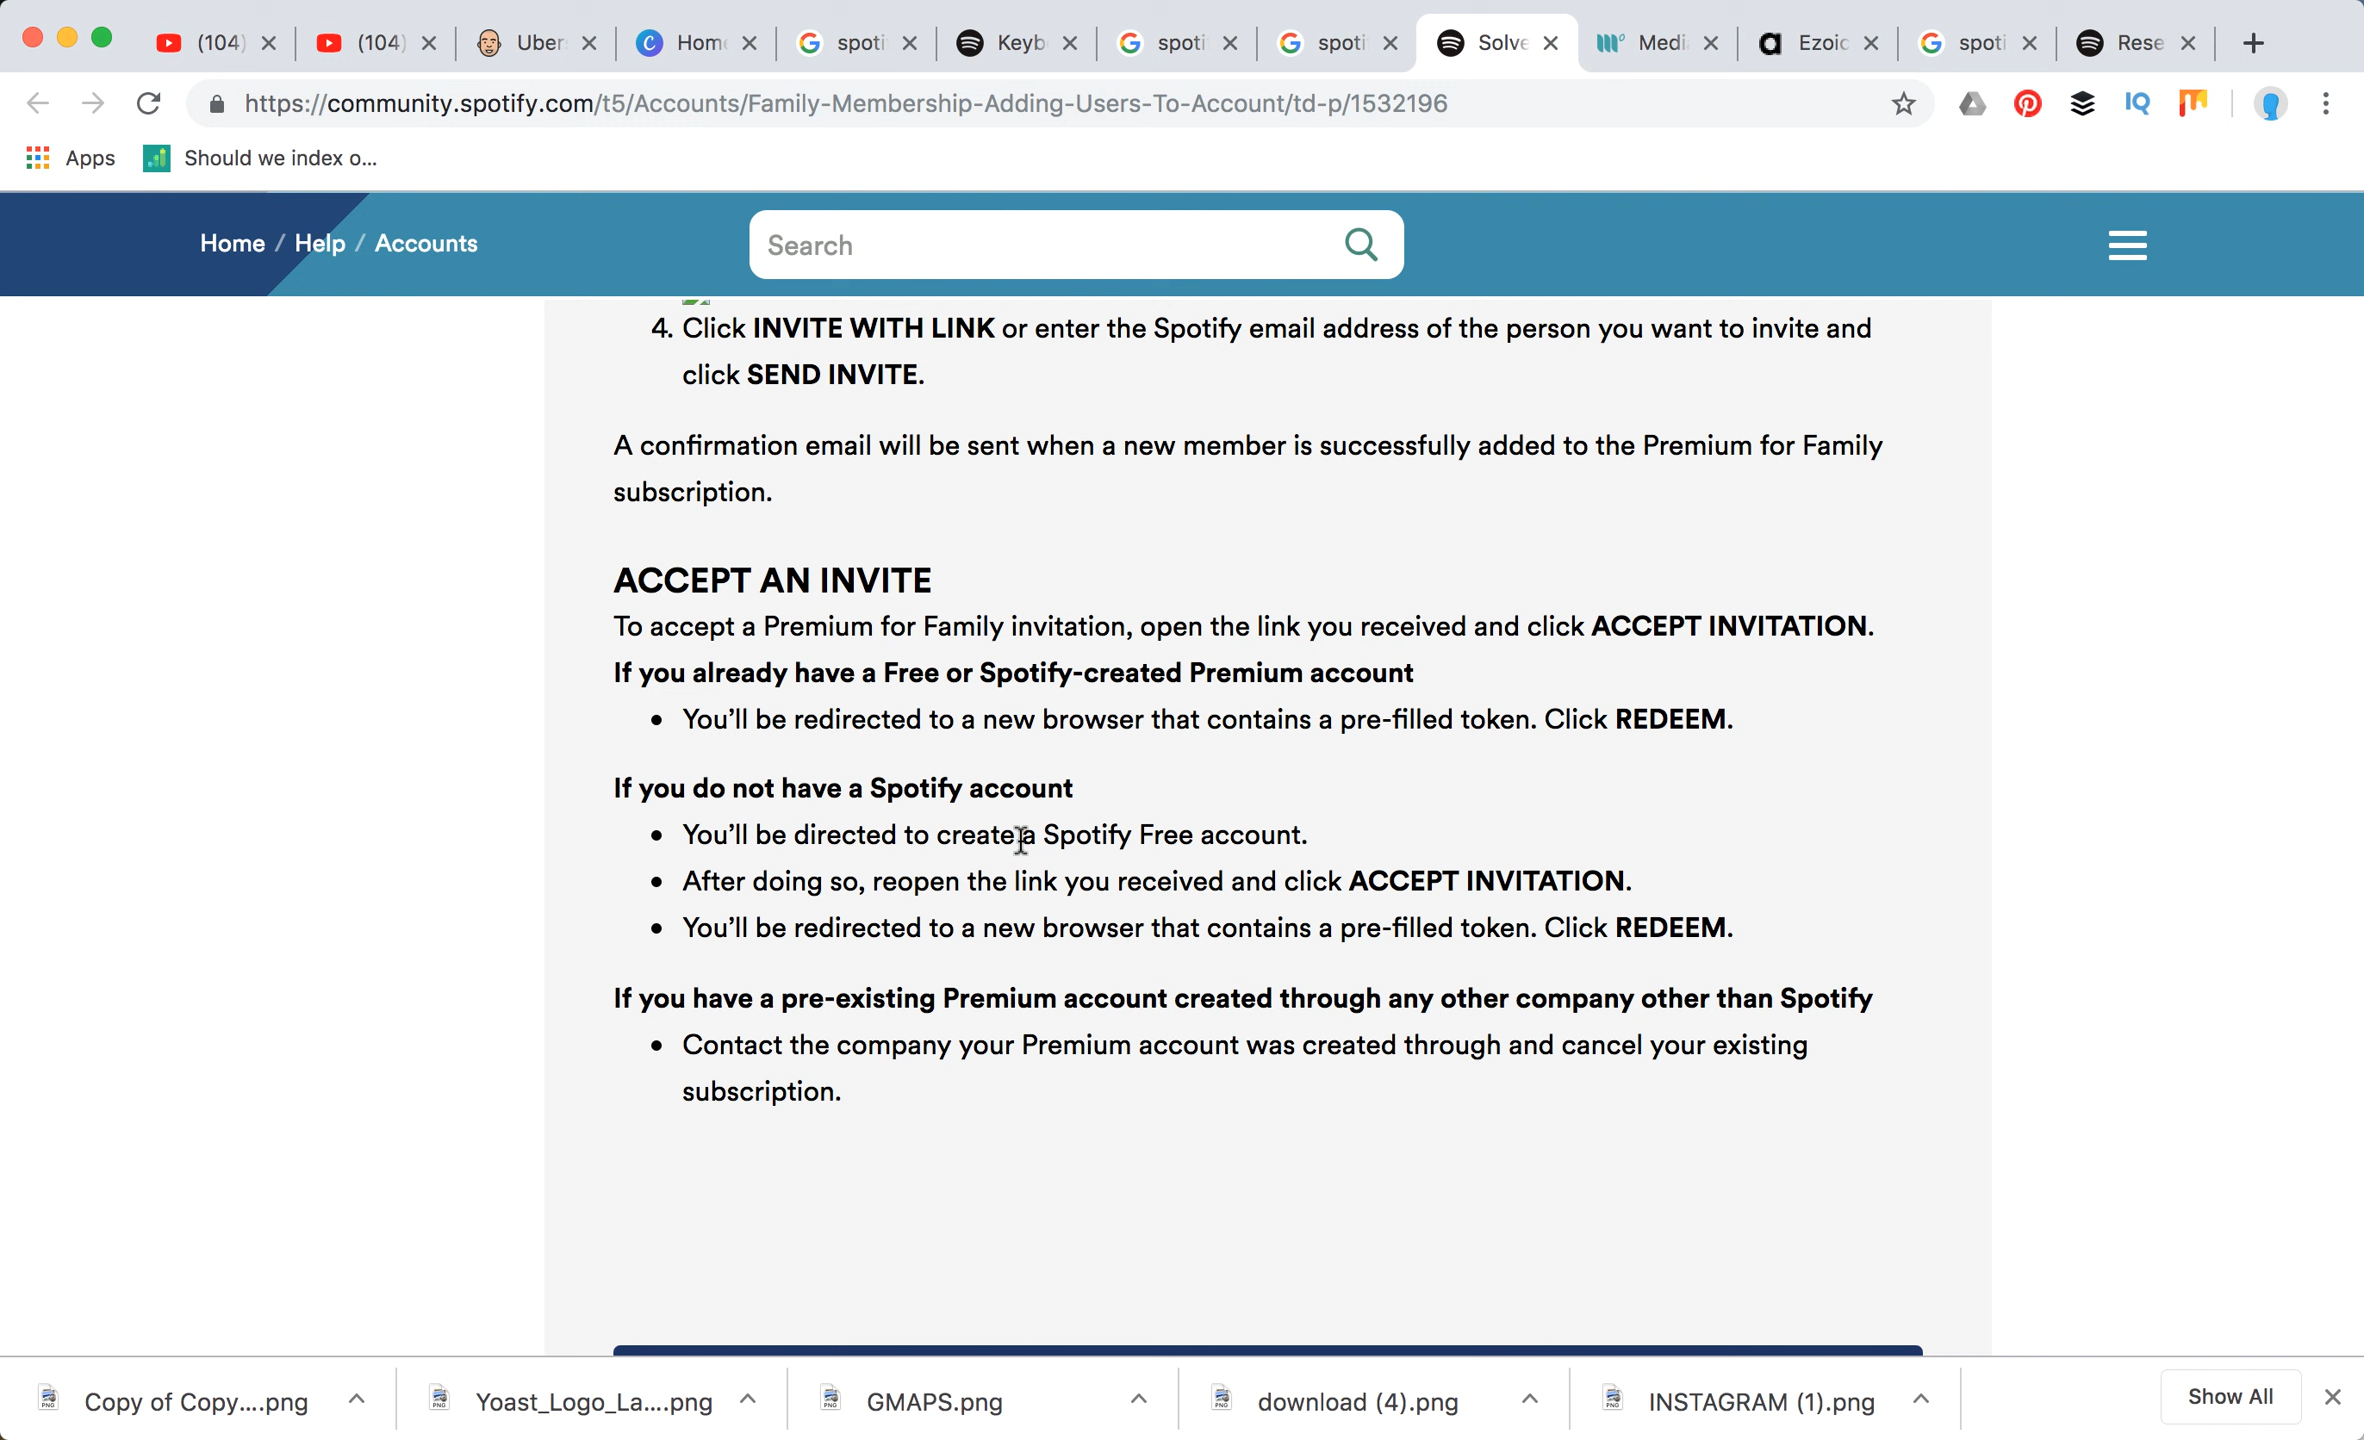 (104) (104) Uber Home spoti Keyb spoti spoti Solve Medi Ezoic spoti Rese
https://community.spotify.com/t5/Accounts/Family-Membership-Adding-Users-To-Account/td-p/1532196
IQ
Apps Should we index o...
Home / Help / Accounts Search
4. Click INVITE WITH LINK or enter the Spotify email address of the person you want to invite and
click SEND INVITE.
A confirmation email will be sent when a new member is successfully added to the Premium for Family
subscription.
ACCEPT AN INVITE
To accept a Premium for Family invitation, open the link you received and click ACCEPT INVITATION.
If you already have a Free or Spotify-created Premium account
• You’ll be redirected to a new browser that contains a pre-filled token. Click REDEEM.
If you do not have a Spotify account
• You’ll be directed to create a Spotify Free account.
• After doing so, reopen the link you received and click ACCEPT INVITATION.
• You’ll be redirected to a new browser that contains a pre-filled token. Click REDEEM.
If you have a pre-existing Premium account created through any other company other than Spotify
• Contact the company your Premium account was created through and cancel your existing
subscription.
Copy of Copy....png Yoast_Logo_La....png GMAPS.png download (4).png INSTAGRAM (1).png Show All